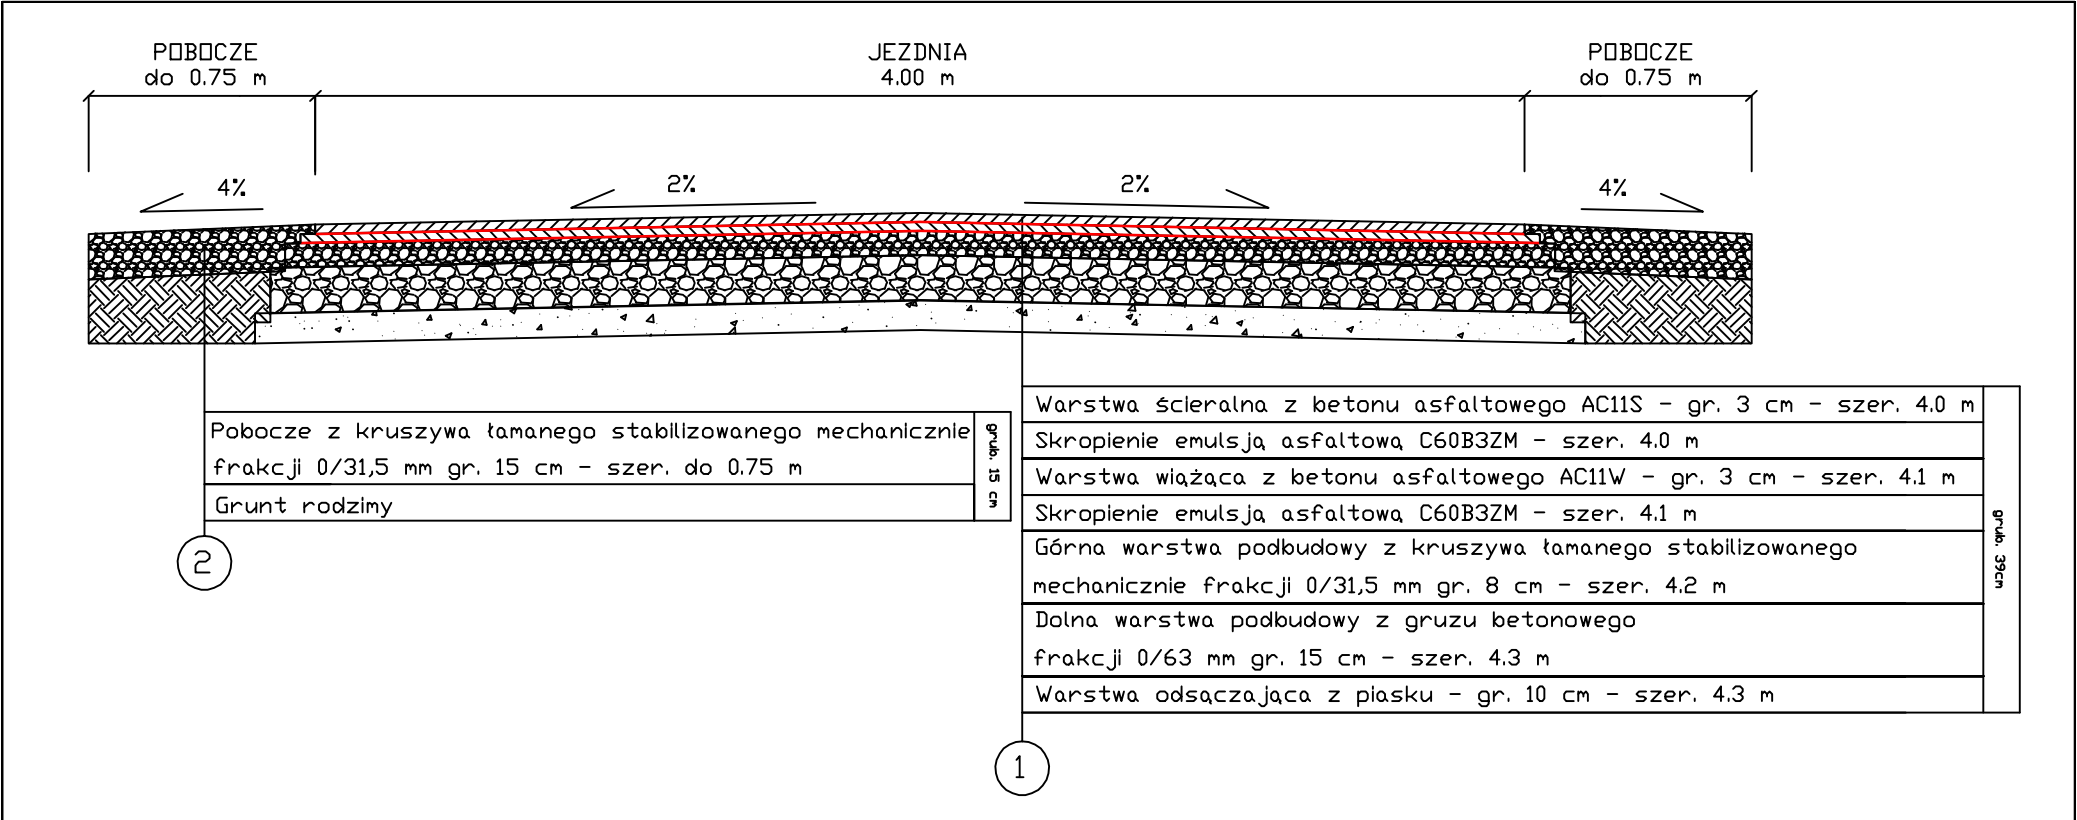 POBOCZE
do 0.75 m
JEZDNIA
4.00 m
POBOCZE
do 0.75 m
4%
2%
2%
4%
Pobocze z kruszywa łamanego stabilizowanego mechanicznie
frakcji 0/31,5 mm gr. 15 cm - szer. do 0.75 m
Grunt rodzimy
grub. 15 cm
2
Warstwa ścieralna z betonu asfaltowego AC11S - gr. 3 cm - szer. 4.0 m
Skropienie emulsją asfaltową C60B3ZM - szer. 4.0 m
Warstwa wiążąca z betonu asfaltowego AC11W - gr. 3 cm - szer. 4.1 m
Skropienie emulsją asfaltową C60B3ZM - szer. 4.1 m
Górna warstwa podbudowy z kruszywa łamanego stabilizowanego
mechanicznie frakcji 0/31,5 mm gr. 8 cm - szer. 4.2 m
Dolna warstwa podbudowy z gruzu betonowego
frakcji 0/63 mm gr. 15 cm - szer. 4.3 m
Warstwa odsączająca z piasku - gr. 10 cm - szer. 4.3 m
grub. 39cm
1